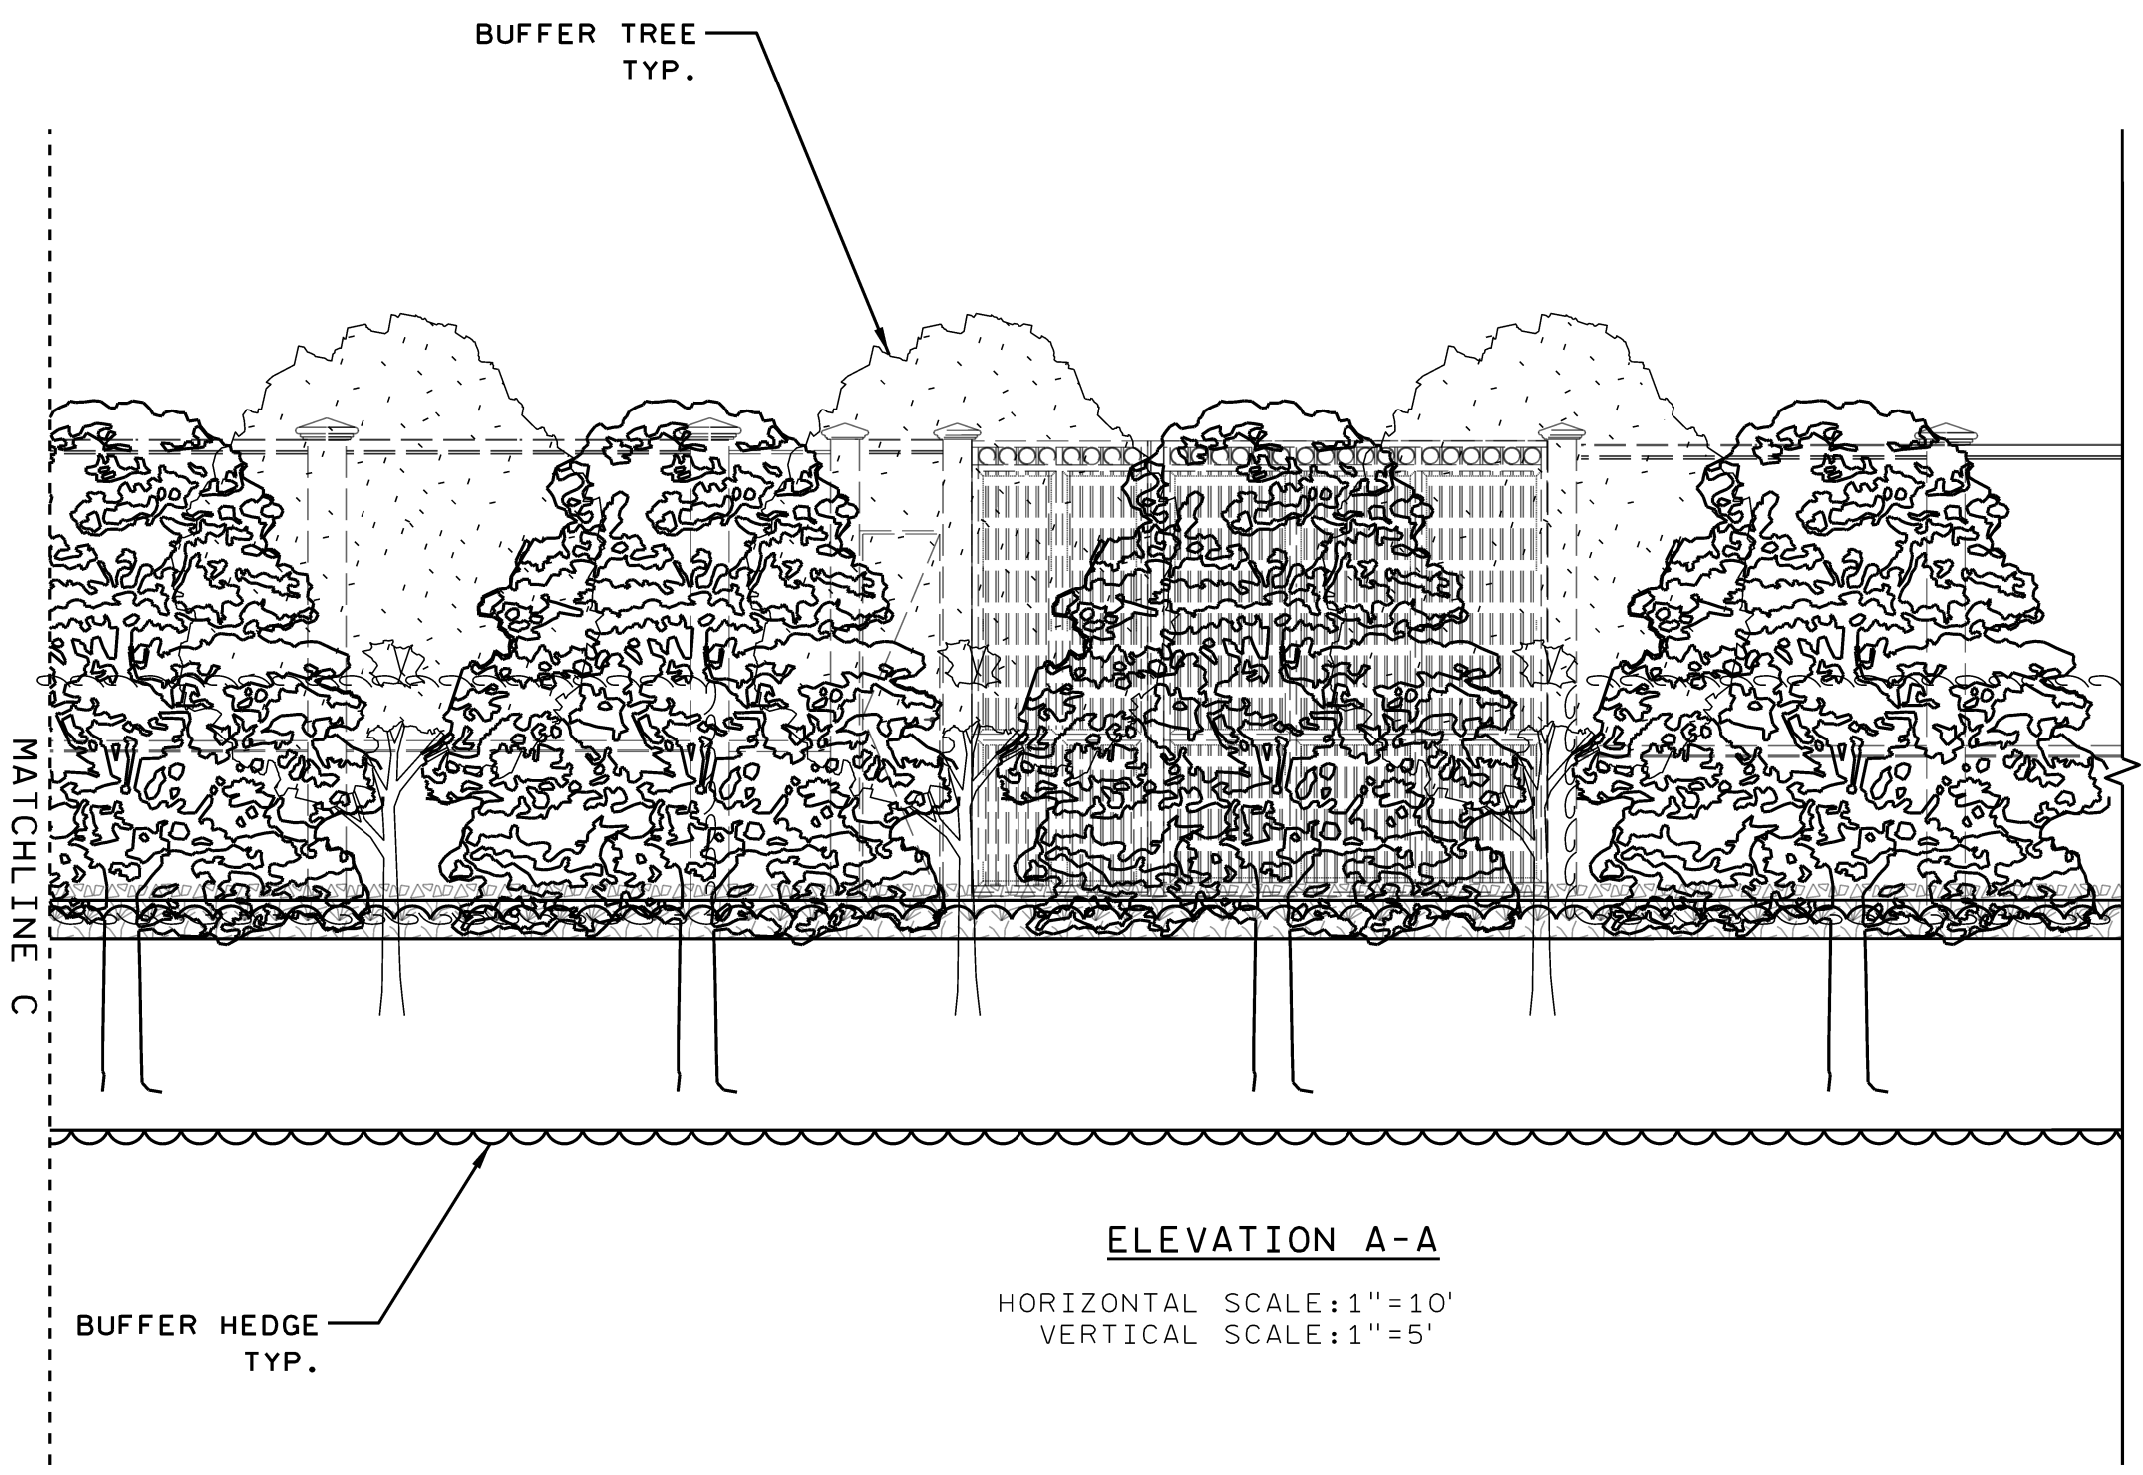 BUFFER TREE
TYP.
MATCHLINE C
ELEVATION A-A
HORIZONTAL SCALE:1"=10'
VERTICAL SCALE:1"=5'
BUFFER HEDGE
TYP.